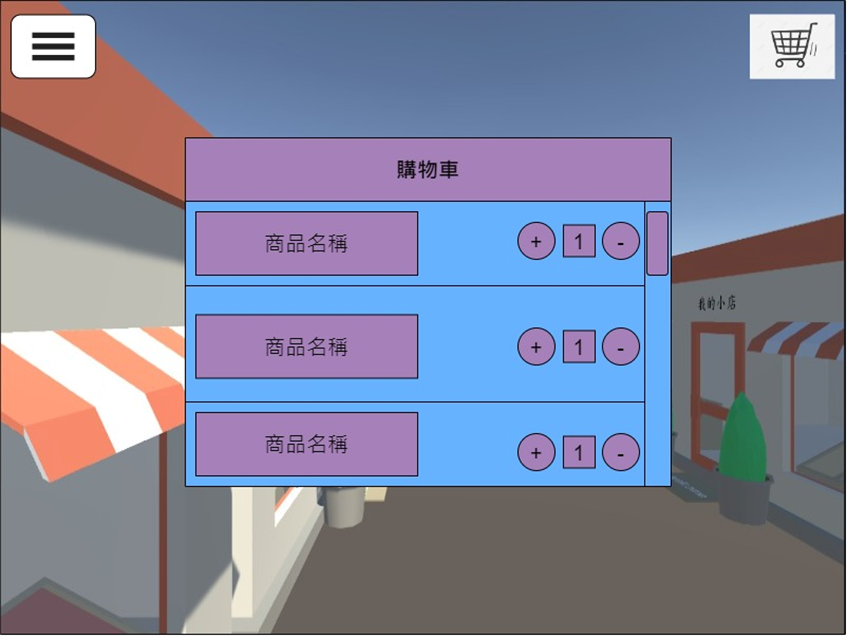 購物車
商品名稱
+ 1 -
我的小店
商品名稱
+ 1 -
商品名稱
+ 1 -